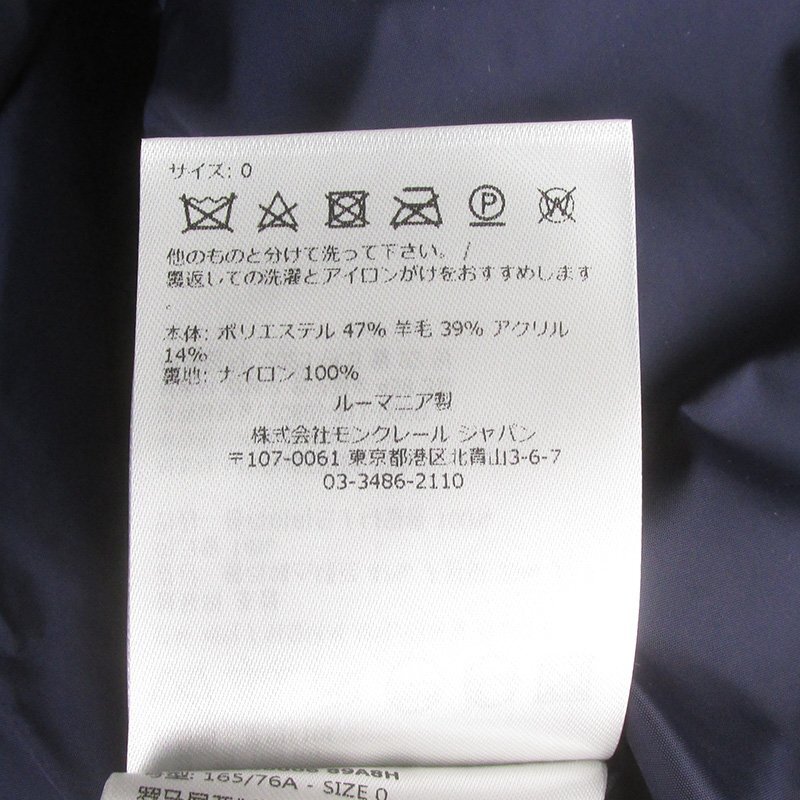 サイズ: 0
P W
他のものと分けて洗って下さい。 /
裏返しての洗濯とアイロンがけをおすすめします
。
本体: ポリエステル 47% 羊毛 39% アクリル
14%
裏地: ナイロン 100%
ルーマニア製
株式会社モンクレール ジャパン
〒107-0061 東京都港区北青山3-6-7
03-3486-2110
89A8H
号型: 165/76A - SIZE 0